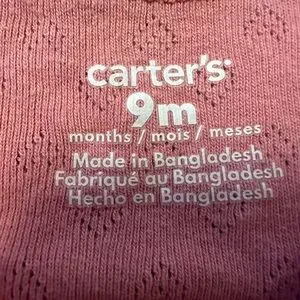 carter's
9m
months / mois / meses
Made in Bangladesh
Fabriqué au Bangladesh
Hecho en Bangladesh